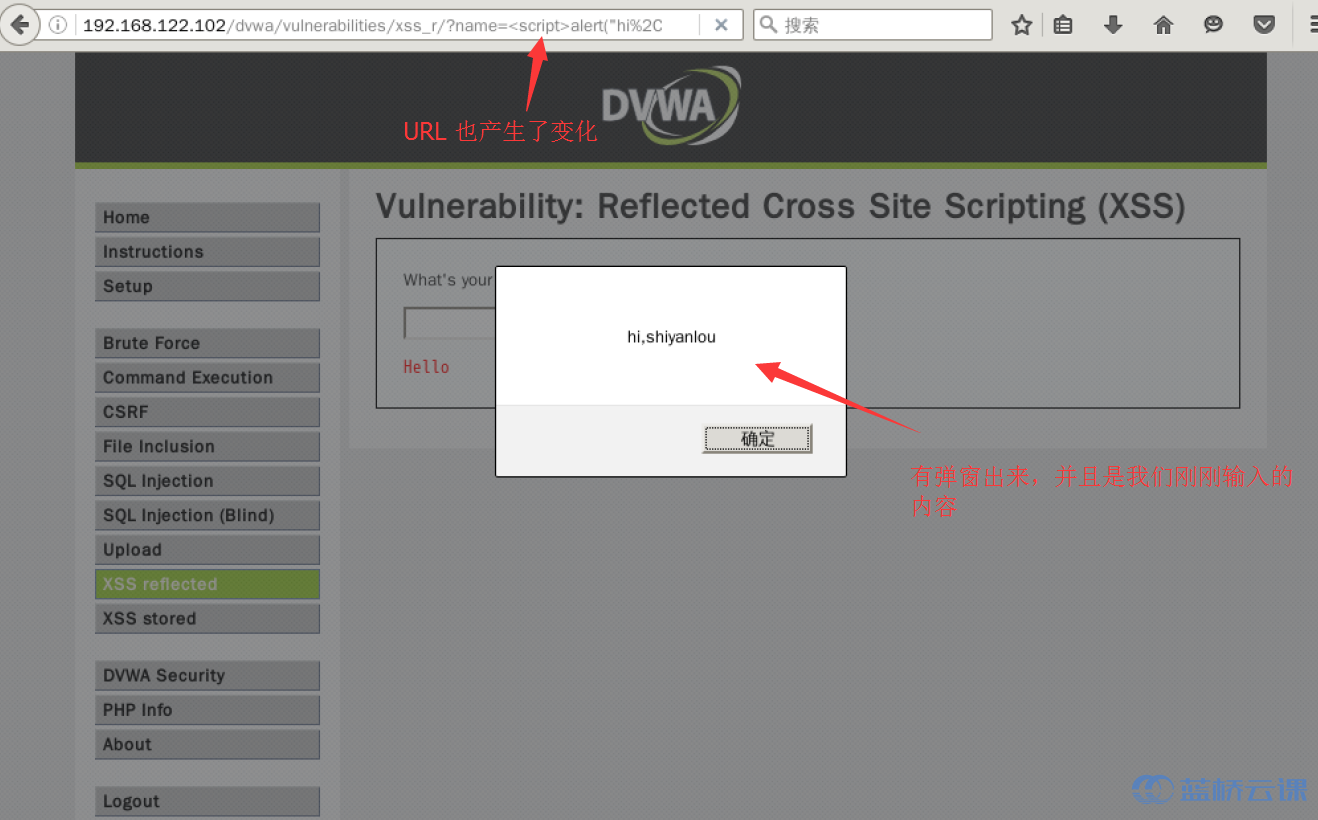 192.168.122.102/dvwa/vulnerabilities/xss_r/?name=<script>alert("hi%2C
搜索
URL 也产生了变化
DVWA
Vulnerability: Reflected Cross Site Scripting (XSS)
Home
Instructions
Setup
Brute Force
Command Execution
CSRF
File Inclusion
SQL Injection
SQL Injection (Blind)
Upload
XSS reflected
XSS stored
DVWA Security
PHP Info
About
Logout
What's your
Hello
hi,shiyanlou
确定
有弹窗出来，并且是我们刚刚输入的
内容
蓝桥云课